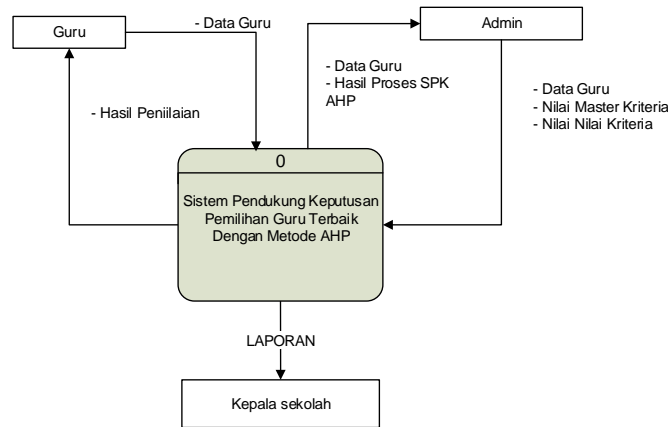 Guru
- Data Guru
Admin
- Data Guru
- Hasil Proses SPK
AHP
- Data Guru
- Nilai Master Kriteria
- Nilai Nilai Kriteria
- Hasil Peniilaian
0
Sistem Pendukung Keputusan
Pemilihan Guru Terbaik
Dengan Metode AHP
LAPORAN
Kepala sekolah